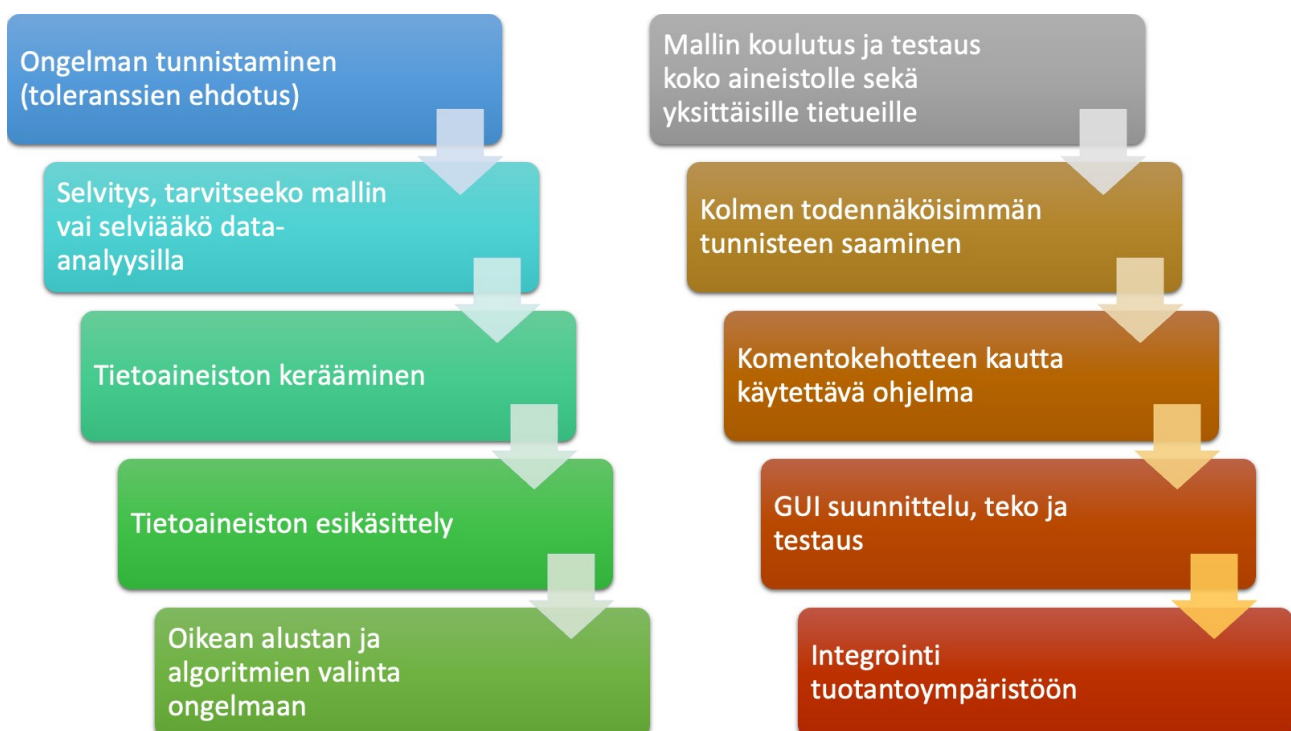 Ongelman tunnistaminen
(toleranssien ehdotus)
Selvitys, tarvitseeko mallin
vai selviääkö data-
analyysilla
Tietoaineiston kerääminen
Tietoaineiston esikäsittely
Oikean alustan ja
algoritmien valinta
ongelmaan
Mallin koulutus ja testaus
koko aineistolle sekä
yksittäisille tietueille
Kolmen todennäköisimmän
tunnisteen saaminen
Komentokehotteen kautta
käytettävä ohjelma
GUI suunnittelu, teko ja
testaus
Integrointi
tuotantoympäristöön